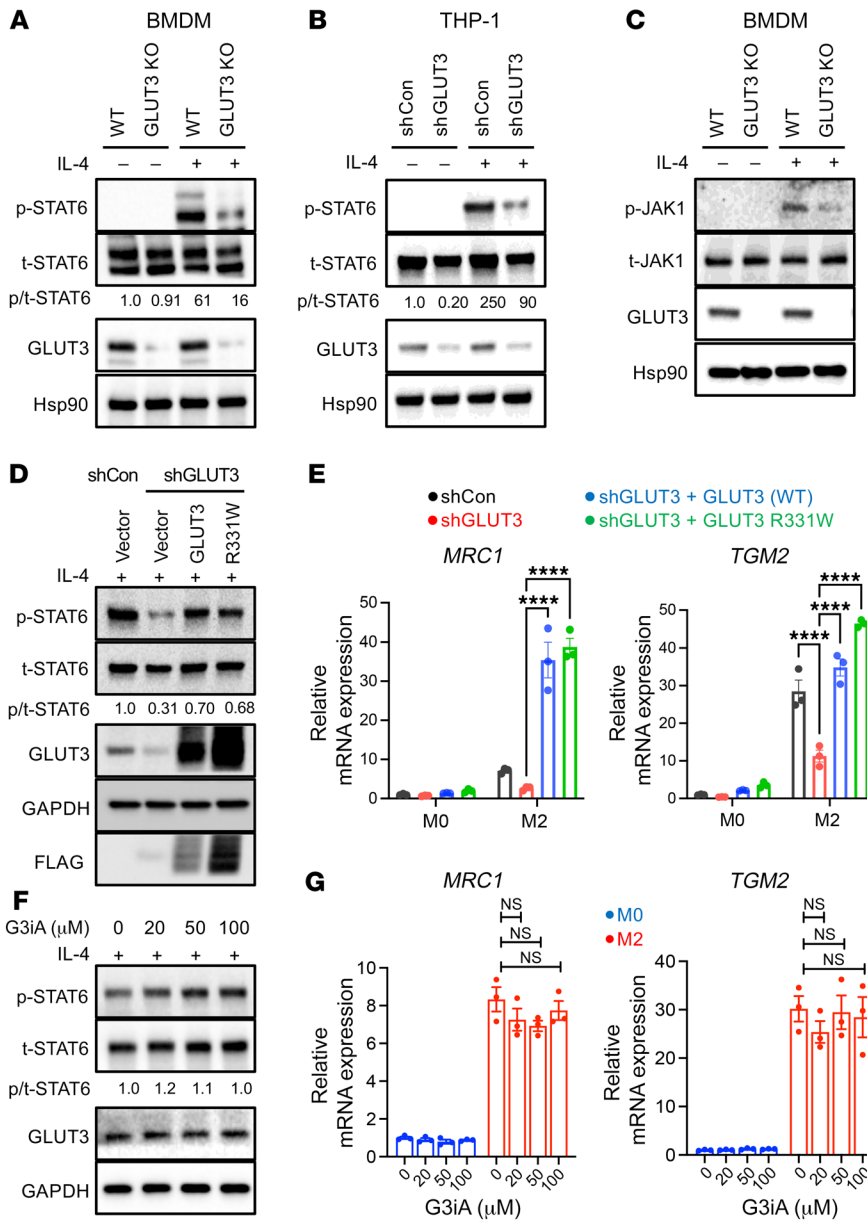 A
BMDM
WT
GLUT3 KO
WT
GLUT3 KO
IL-4 – – + +
p-STAT6
t-STAT6
p/t-STAT6 1.0 0.91 61 16
GLUT3
Hsp90
B
THP-1
shCon
shGLUT3
shCon
shGLUT3
IL-4 – – + +
p-STAT6
t-STAT6
p/t-STAT6 1.0 0.20 250 90
GLUT3
Hsp90
C
BMDM
WT
GLUT3 KO
WT
GLUT3 KO
IL-4 – – + +
p-JAK1
t-JAK1
GLUT3
Hsp90
D
shCon shGLUT3
Vector
Vector
GLUT3
R331W
IL-4 + + + +
p-STAT6
t-STAT6
p/t-STAT6 1.0 0.31 0.70 0.68
GLUT3
GAPDH
FLAG
E
shCon
shGLUT3
shGLUT3 + GLUT3 (WT)
shGLUT3 + GLUT3 R331W
MRC1
Relative
mRNA expression
50
40
30
20
10
0
****
****
M0 M2
TGM2
Relative
mRNA expression
50
40
30
20
10
0
****
****
****
M0 M2
F
G3iA (μM) 0 20 50 100
IL-4 + + + +
p-STAT6
t-STAT6
p/t-STAT6 1.0 1.2 1.1 1.0
GLUT3
GAPDH
G
MRC1
Relative
mRNA expression
10
8
6
4
2
0
NS
NS
NS
0 20 50 100 0 20 50 100
G3iA (μM)
M0
M2
TGM2
Relative
mRNA expression
40
30
20
10
0
NS
NS
NS
0 20 50 100 0 20 50 100
G3iA (μM)